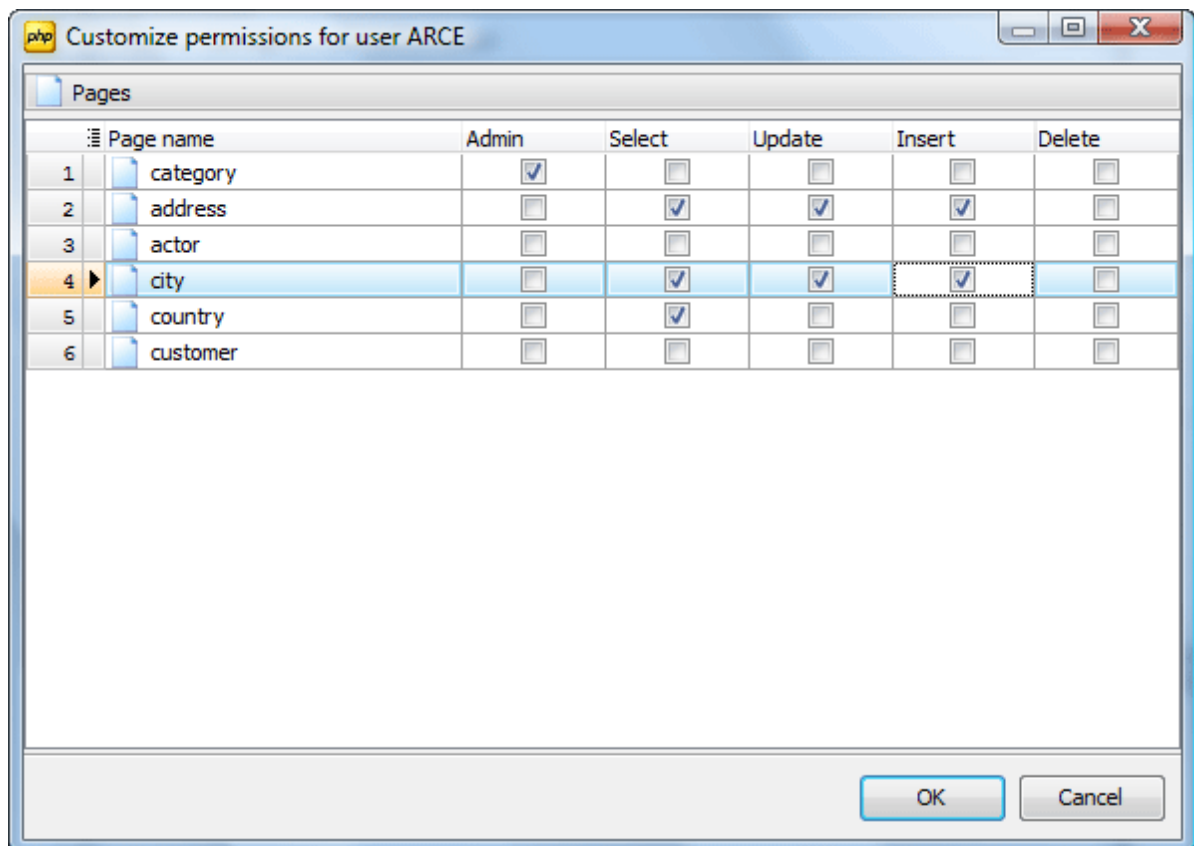 php Customize permissions for user ARCE
Pages
Page name Admin Select Update Insert Delete
1 category
2 address
3 actor
4 city
5 country
6 customer
OK Cancel